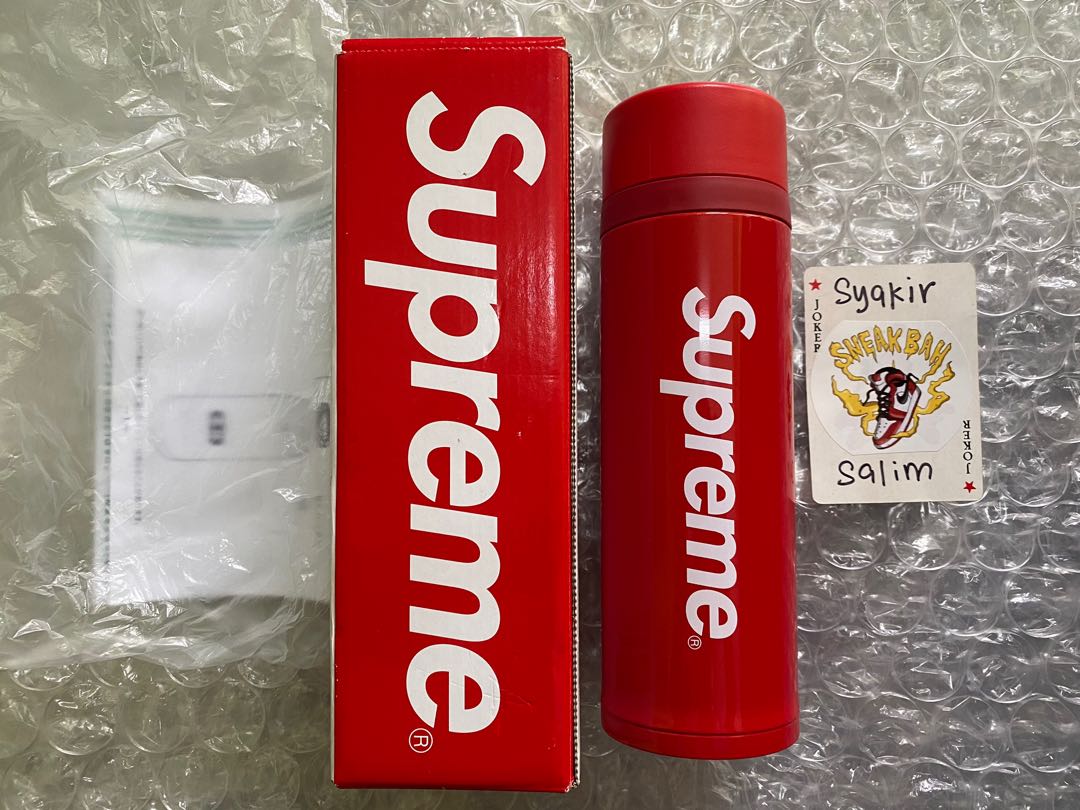 Supreme®
Supreme®
JOKER
Syakir
SNEAKBAH
Salim
JOKER